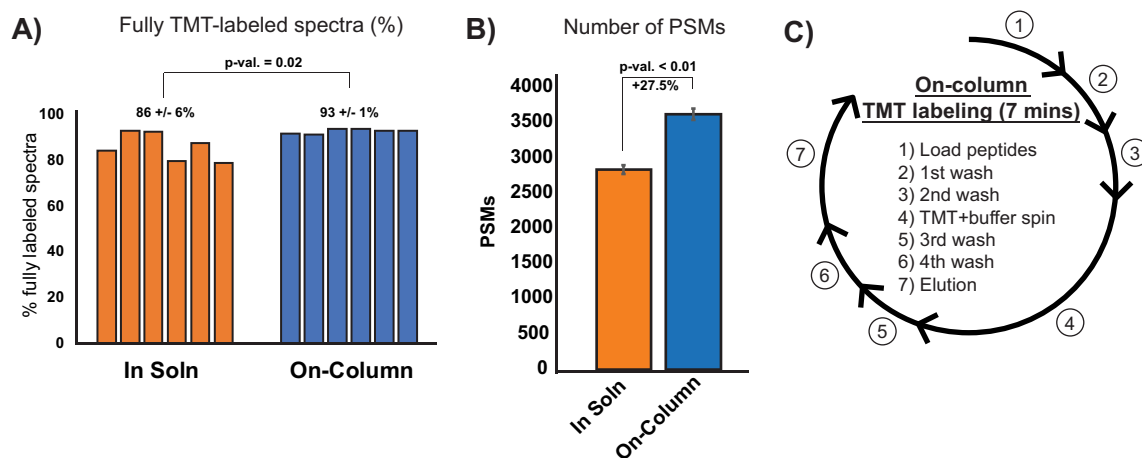 A)
Fully TMT-labeled spectra (%)
p-val. = 0.02
86 +/- 6%
93 +/- 1%
% fully labeled spectra
100
80
60
40
20
0
In Soln
On-Column
B)
Number of PSMs
p-val. < 0.01
+27.5%
PSMs
4000
3500
3000
2500
2000
1500
1000
500
0
In Soln
On-Column
C)
On-column
TMT labeling (7 mins)
1) Load peptides
2) 1st wash
3) 2nd wash
4) TMT+buffer spin
5) 3rd wash
6) 4th wash
7) Elution
1
2
3
4
5
6
7